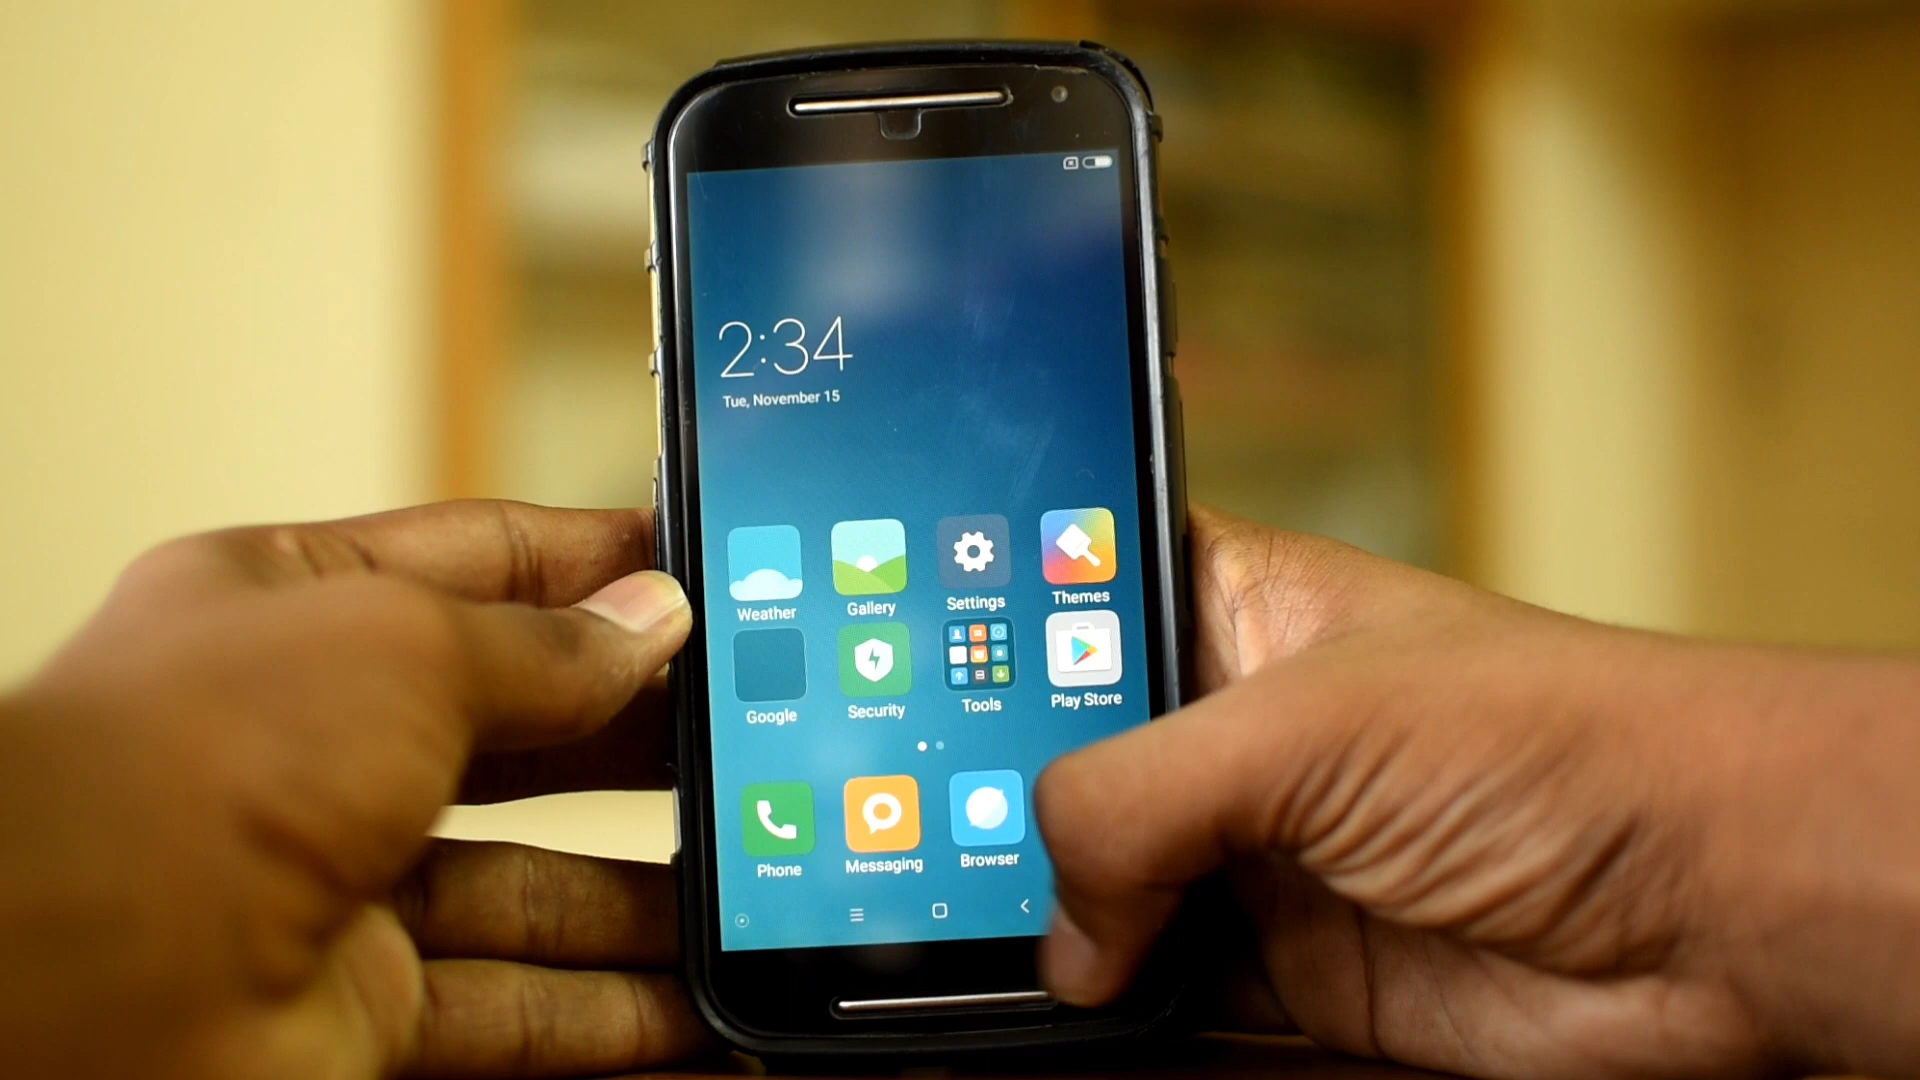 2:34
Tue, November 15
Weather
Gallery
Settings
Themes
Google
Security
Tools
Play Store
Phone
Messaging
Browser